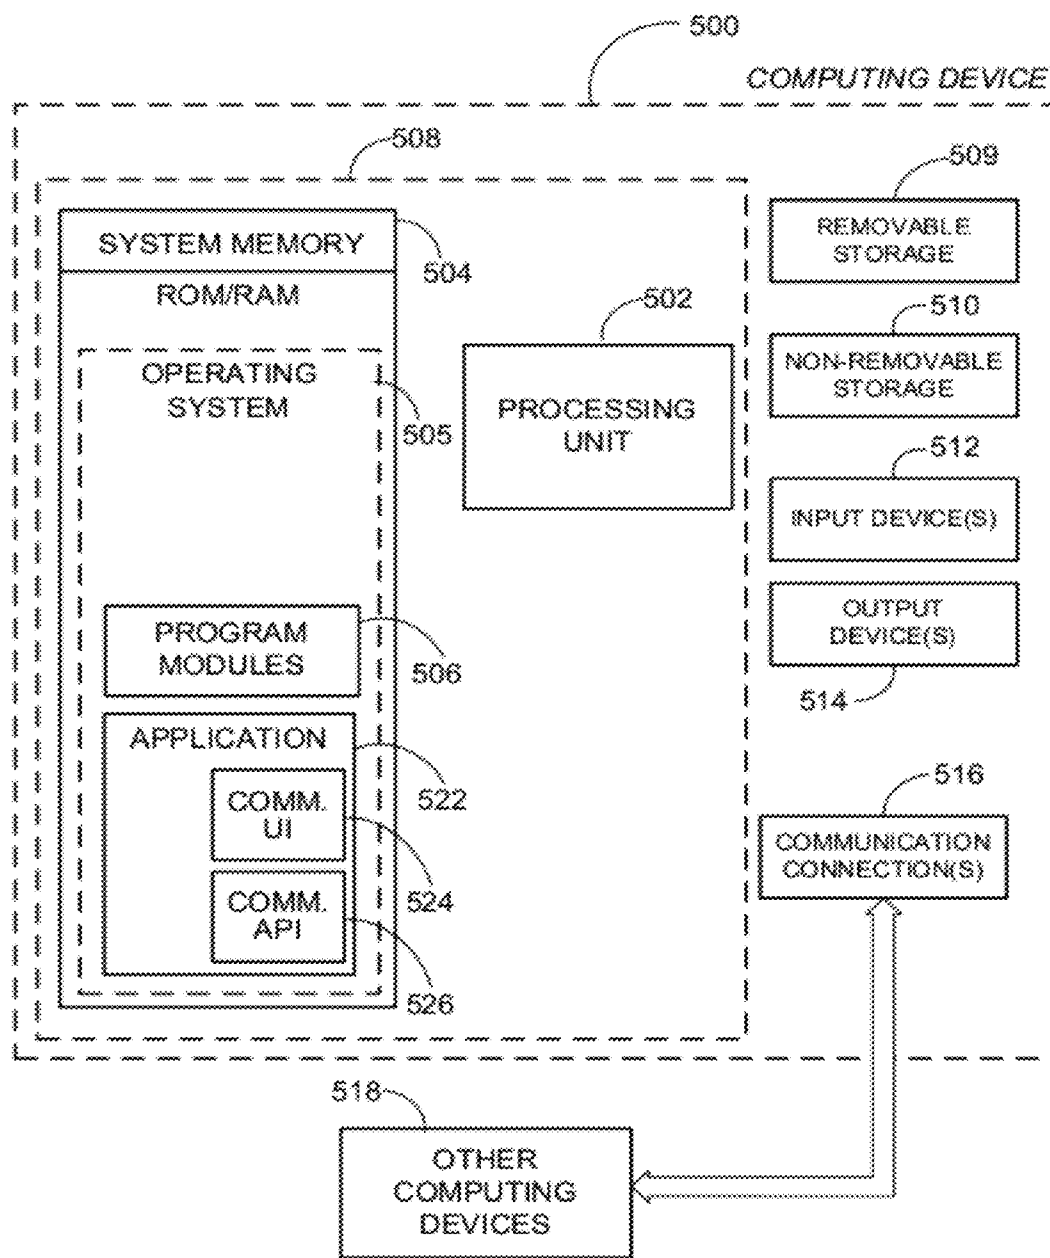 500
COMPUTING DEVICE
508
509
SYSTEM MEMORY
504
REMOVABLE
STORAGE
ROM/RAM
502
510
OPERATING
SYSTEM
505
PROCESSING
UNIT
NON-REMOVABLE
STORAGE
512
INPUT DEVICE(S)
PROGRAM
MODULES
506
OUTPUT
DEVICE(S)
514
APPLICATION
522
516
COMM.
UI
524
COMMUNICATION
CONNECTION(S)
COMM.
API
526
518
OTHER
COMPUTING
DEVICES